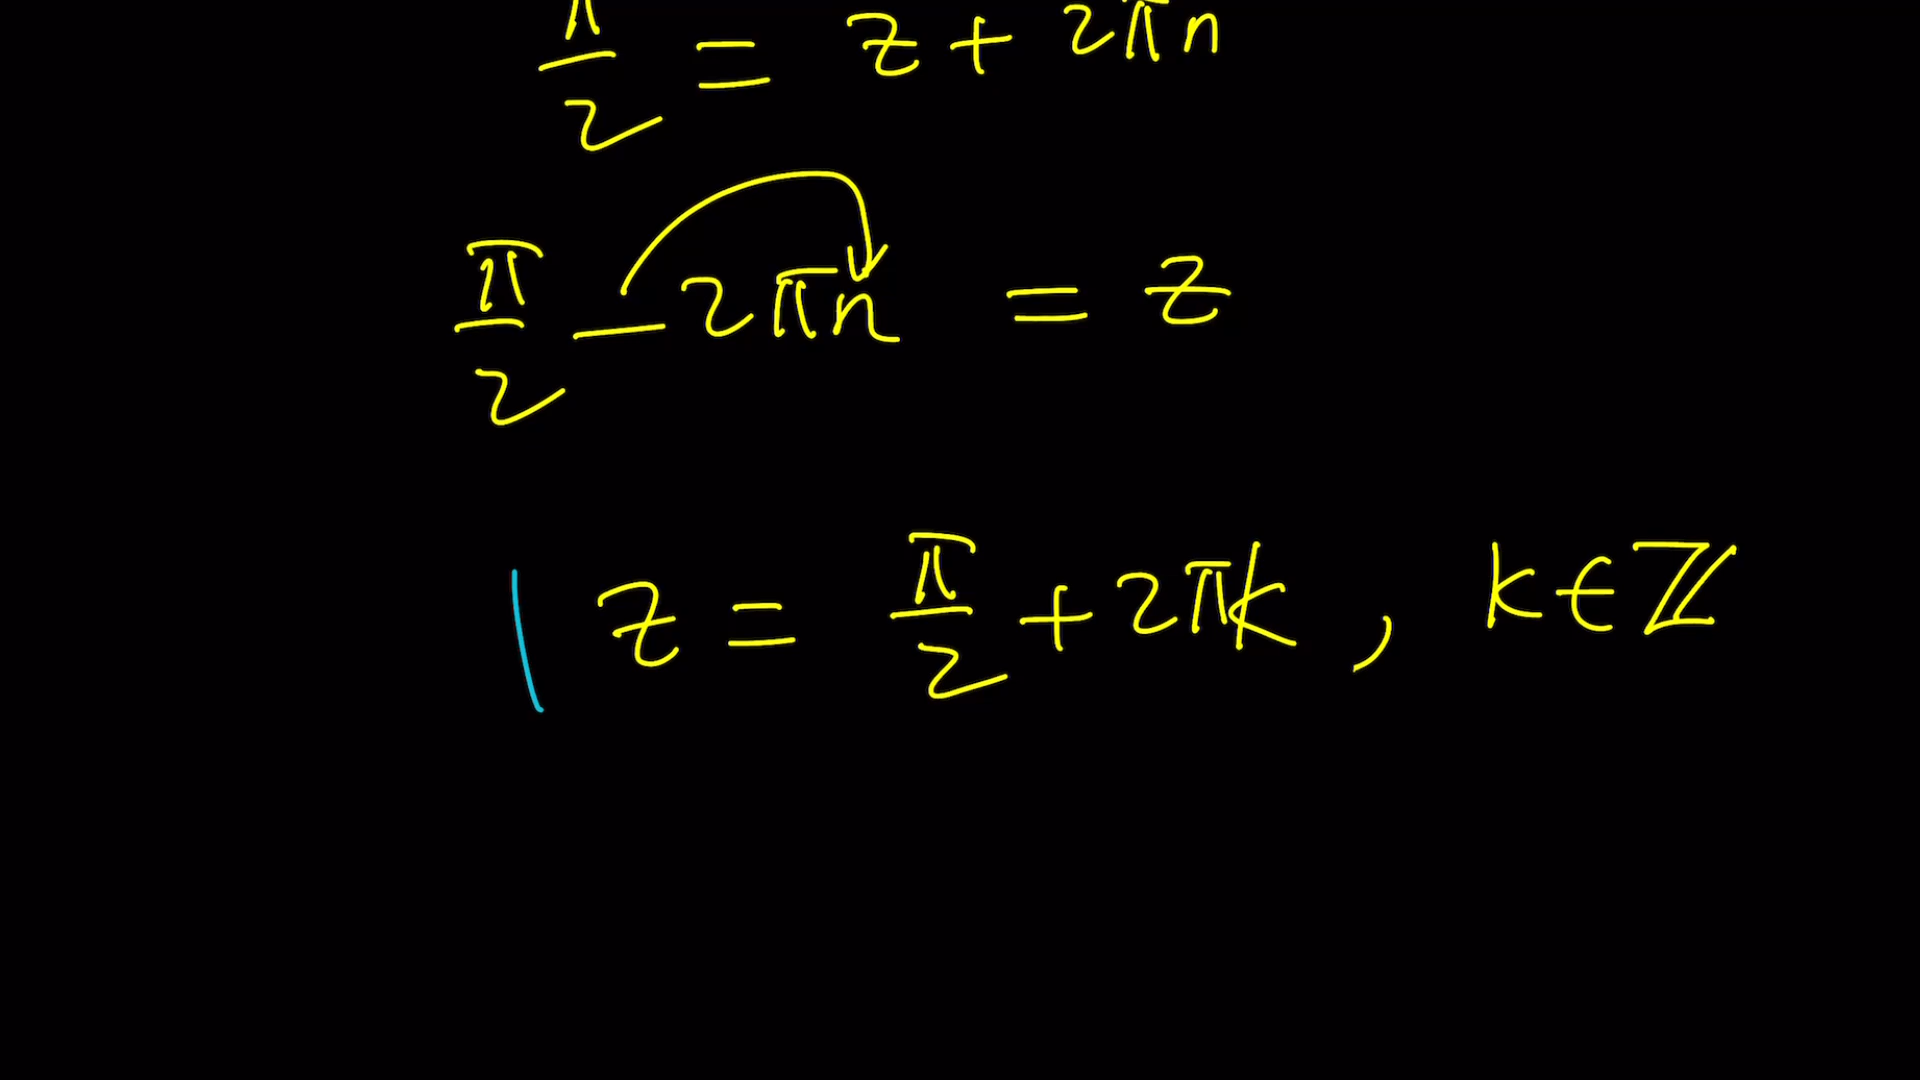 π/2 = z + 2πn
π/2 − 2πn = z
z = π/2 + 2πk , k ∈ ℤ